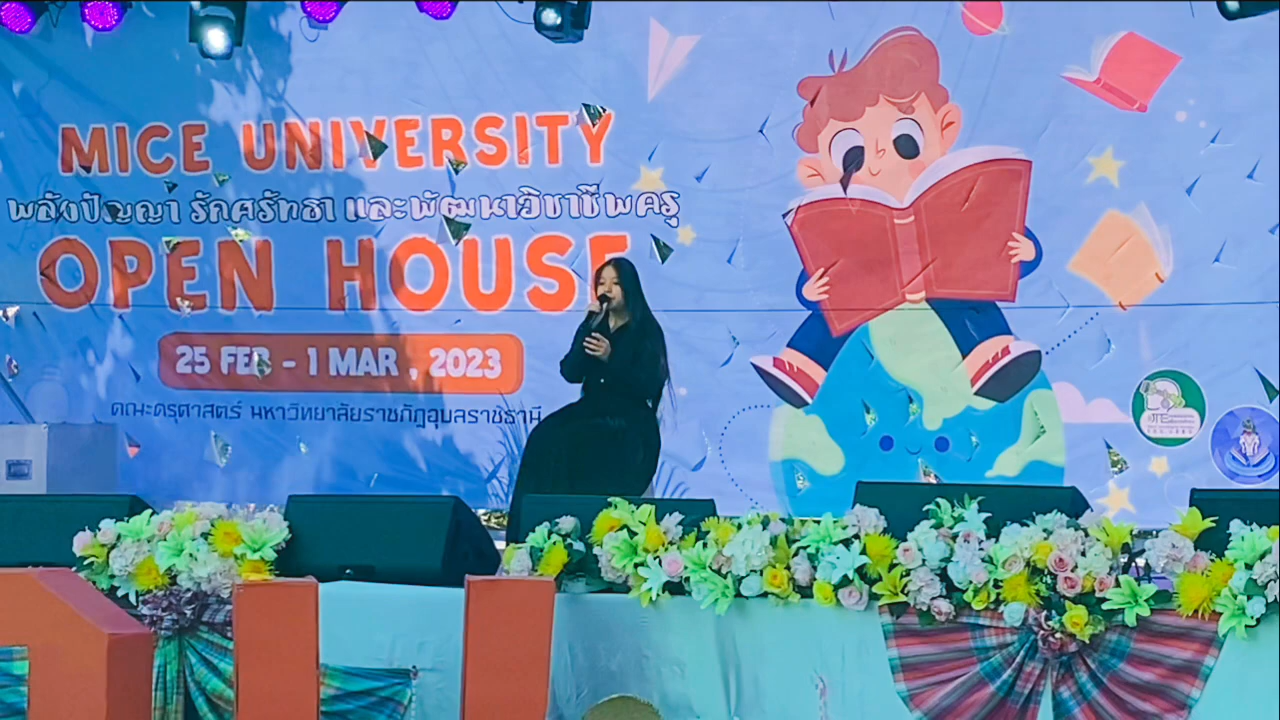 MICE UNIVERSITY
พลังปัญญา รักศรัทธา และพัฒนาวิชาชีพครู
OPEN HOUSE
25 FEB - 1 MAR , 2023
คณะครุศาสตร์ มหาวิทยาลัยราชภัฏอุบลราชธานี